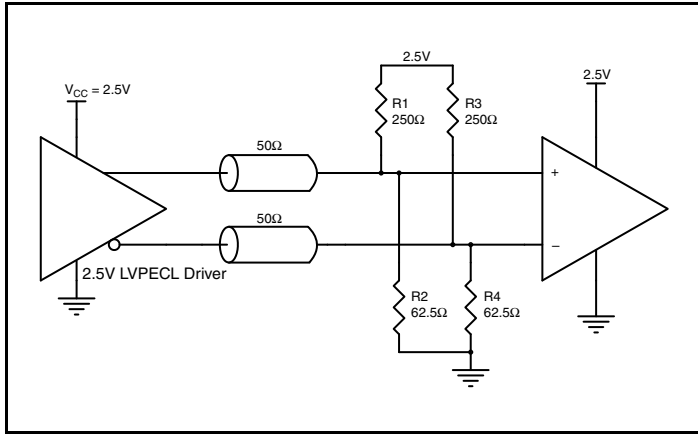 2.5V
2.5V
V_CC = 2.5V
R1
250Ω
R3
250Ω
50Ω
+
50Ω
−
2.5V LVPECL Driver
R2
62.5Ω
R4
62.5Ω